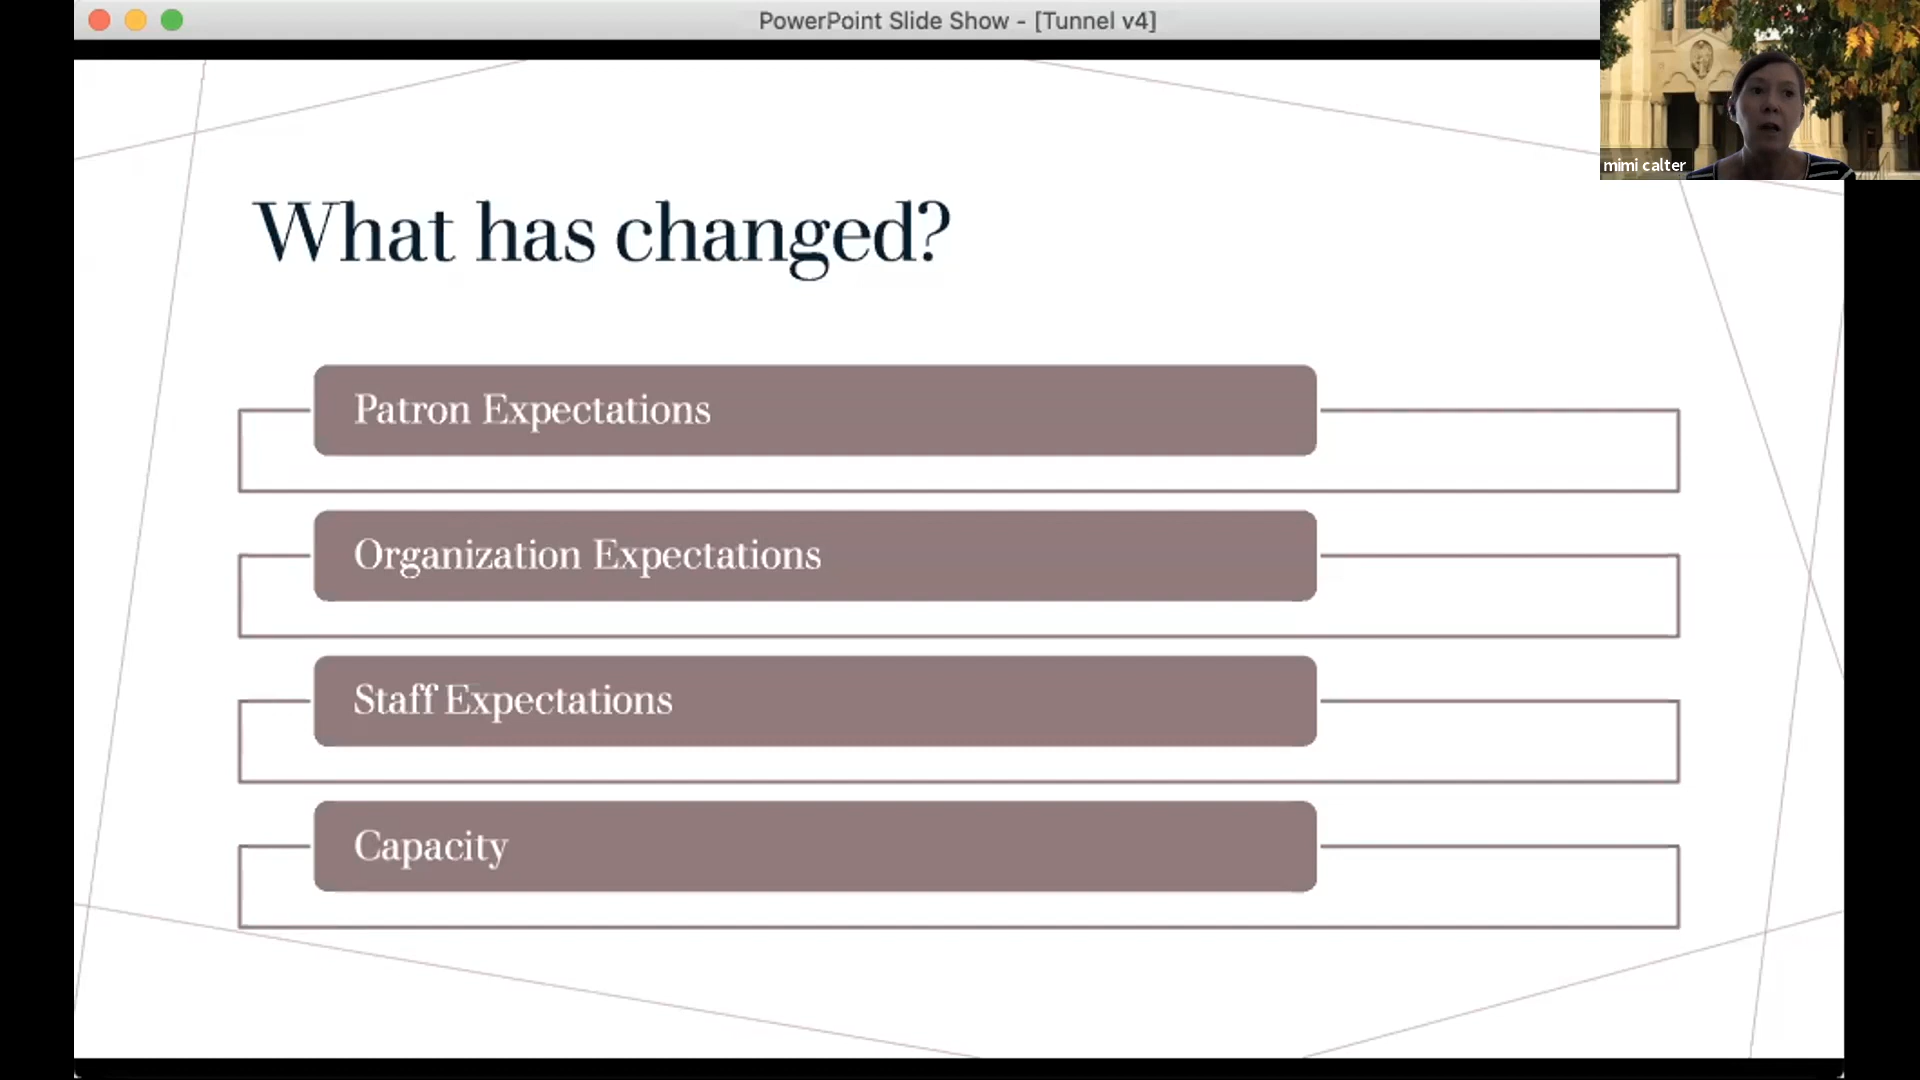 PowerPoint Slide Show - [Tunnel v4]
mimi calter
What has changed?
Patron Expectations
Organization Expectations
Staff Expectations
Capacity